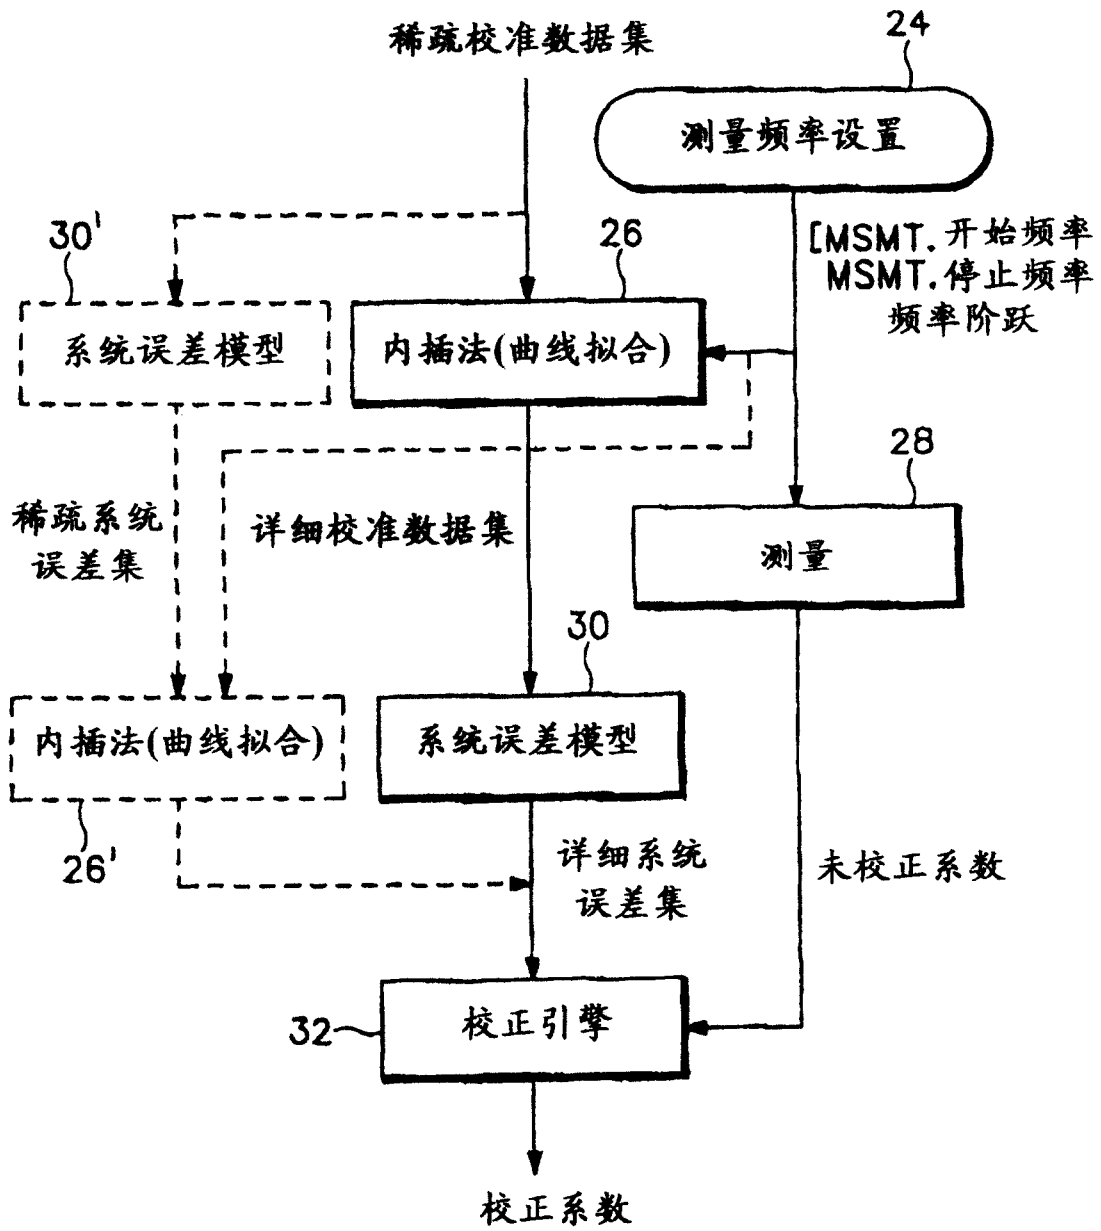 稀疏校准数据集
24
测量频率设置
[MSMT.开始频率
MSMT.停止频率
频率阶跃
30'
26
系统误差模型
内插法(曲线拟合)
28
稀疏系统
误差集
详细校准数据集
测量
30
内插法(曲线拟合)
系统误差模型
26'
详细系统
误差集
未校正系数
32
校正引擎
校正系数